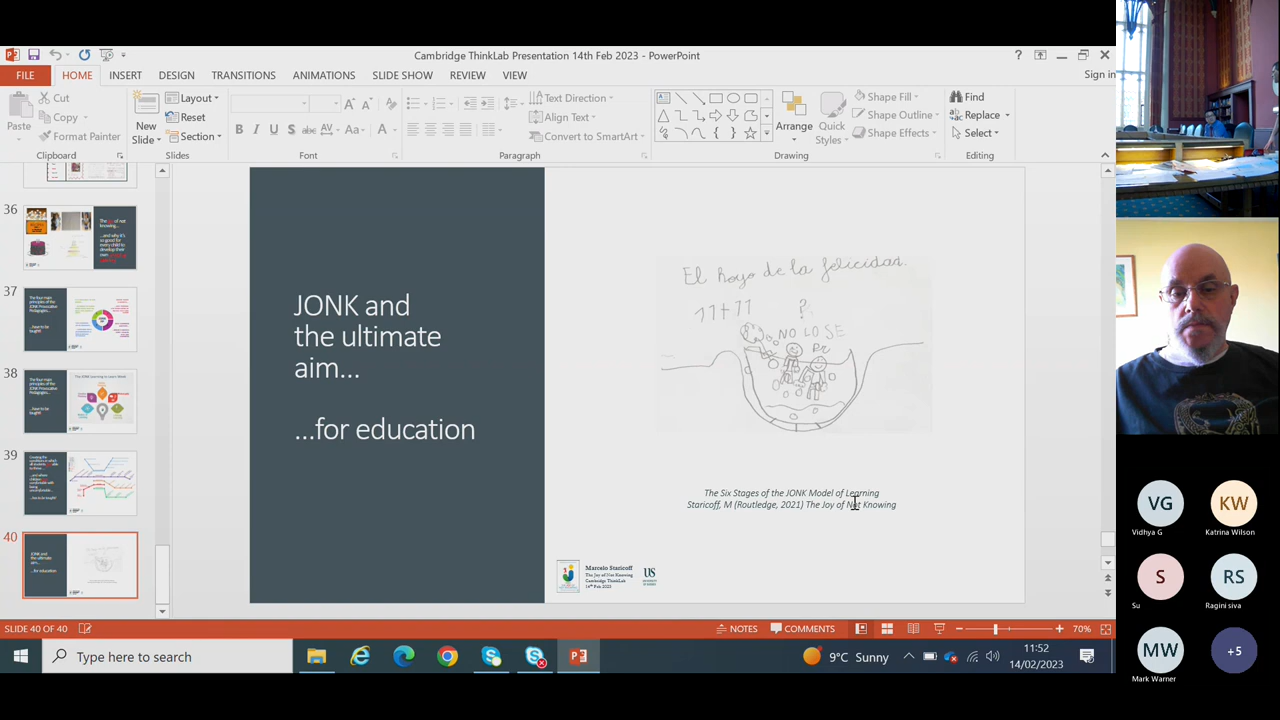 Cambridge ThinkLab Presentation 14th Feb 2023 - PowerPoint
FILE HOME INSERT DESIGN TRANSITIONS ANIMATIONS SLIDE SHOW REVIEW VIEW
Sign in
Paste
Cut
Copy
Format Painter
Clipboard
New Slide
Layout
Reset
Section
Slides
Font
Text Direction
Align Text
Convert to SmartArt
Paragraph
Arrange
Quick Styles
Shape Fill
Shape Outline
Shape Effects
Drawing
Find
Replace
Select
Editing
36
37
38
39
40
JONK and
the ultimate
aim...
...for education
El hoyo de la felicidad.
11+11 ?
NO LO SE
The Six Stages of the JONK Model of Learning
Staricoff, M (Routledge, 2021) The Joy of Not Knowing
Marcelo Staricoff
The Joy of Not Knowing
Cambridge ThinkLab
14th Feb 2023
US
SLIDE 40 OF 40
NOTES
COMMENTS
70%
Type here to search
9°C Sunny
11:52
14/02/2023
VG
Vidhya G
KW
Katrina Wilson
S
Su
RS
Ragini siva
MW
Mark Warner
+5